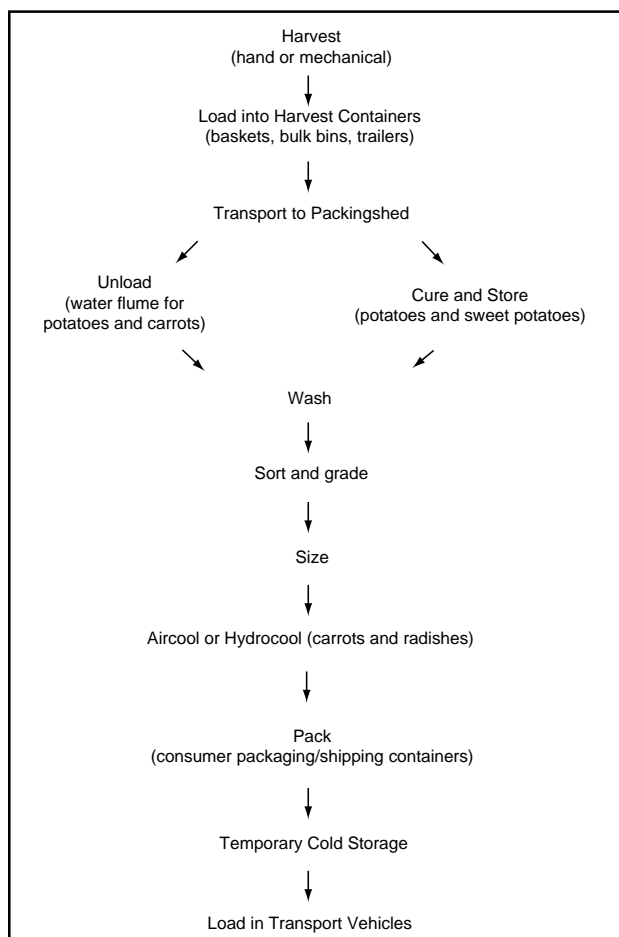 Harvest
(hand or mechanical)
Load into Harvest Containers
(baskets, bulk bins, trailers)
Transport to Packingshed
Unload
(water flume for
potatoes and carrots)
Cure and Store
(potatoes and sweet potatoes)
Wash
Sort and grade
Size
Aircool or Hydrocool (carrots and radishes)
Pack
(consumer packaging/shipping containers)
Temporary Cold Storage
Load in Transport Vehicles